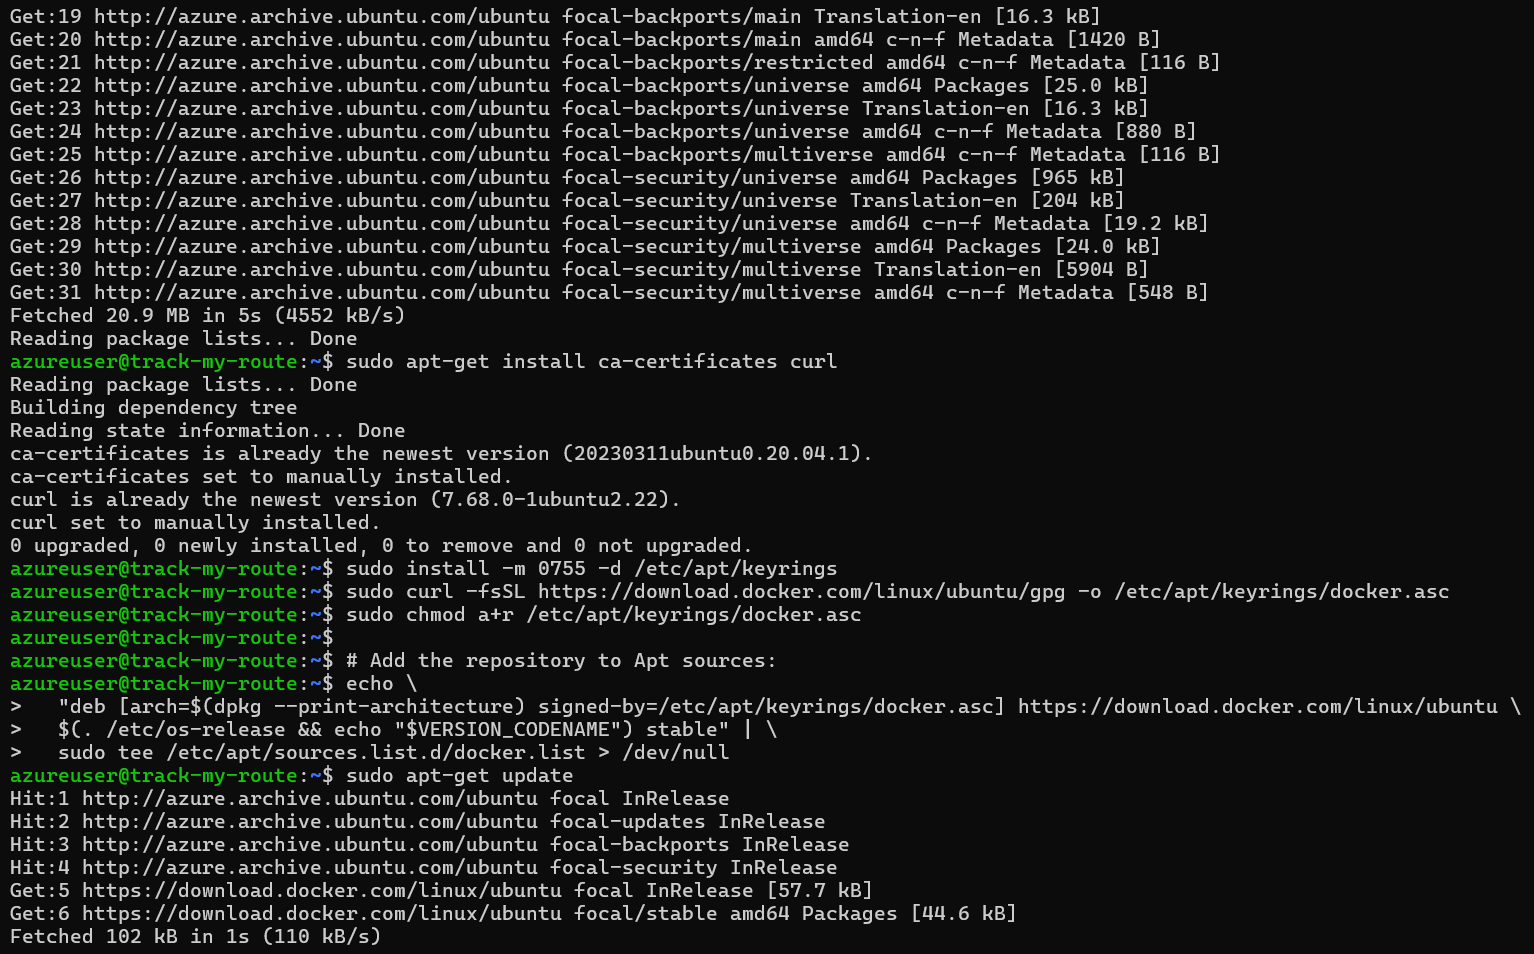 Get:19 http://azure.archive.ubuntu.com/ubuntu focal-backports/main Translation-en [16.3 kB]
Get:20 http://azure.archive.ubuntu.com/ubuntu focal-backports/main amd64 c-n-f Metadata [1420 B]
Get:21 http://azure.archive.ubuntu.com/ubuntu focal-backports/restricted amd64 c-n-f Metadata [116 B]
Get:22 http://azure.archive.ubuntu.com/ubuntu focal-backports/universe amd64 Packages [25.0 kB]
Get:23 http://azure.archive.ubuntu.com/ubuntu focal-backports/universe Translation-en [16.3 kB]
Get:24 http://azure.archive.ubuntu.com/ubuntu focal-backports/universe amd64 c-n-f Metadata [880 B]
Get:25 http://azure.archive.ubuntu.com/ubuntu focal-backports/multiverse amd64 c-n-f Metadata [116 B]
Get:26 http://azure.archive.ubuntu.com/ubuntu focal-security/universe amd64 Packages [965 kB]
Get:27 http://azure.archive.ubuntu.com/ubuntu focal-security/universe Translation-en [204 kB]
Get:28 http://azure.archive.ubuntu.com/ubuntu focal-security/universe amd64 c-n-f Metadata [19.2 kB]
Get:29 http://azure.archive.ubuntu.com/ubuntu focal-security/multiverse amd64 Packages [24.0 kB]
Get:30 http://azure.archive.ubuntu.com/ubuntu focal-security/multiverse Translation-en [5904 B]
Get:31 http://azure.archive.ubuntu.com/ubuntu focal-security/multiverse amd64 c-n-f Metadata [548 B]
Fetched 20.9 MB in 5s (4552 kB/s)
Reading package lists... Done
azureuser@track-my-route:~$ sudo apt-get install ca-certificates curl
Reading package lists... Done
Building dependency tree
Reading state information... Done
ca-certificates is already the newest version (20230311ubuntu0.20.04.1).
ca-certificates set to manually installed.
curl is already the newest version (7.68.0-1ubuntu2.22).
curl set to manually installed.
0 upgraded, 0 newly installed, 0 to remove and 0 not upgraded.
azureuser@track-my-route:~$ sudo install -m 0755 -d /etc/apt/keyrings
azureuser@track-my-route:~$ sudo curl -fsSL https://download.docker.com/linux/ubuntu/gpg -o /etc/apt/keyrings/docker.asc
azureuser@track-my-route:~$ sudo chmod a+r /etc/apt/keyrings/docker.asc
azureuser@track-my-route:~$
azureuser@track-my-route:~$ # Add the repository to Apt sources:
azureuser@track-my-route:~$ echo \
>   "deb [arch=$(dpkg --print-architecture) signed-by=/etc/apt/keyrings/docker.asc] https://download.docker.com/linux/ubuntu \
>   $(. /etc/os-release && echo "$VERSION_CODENAME") stable" | \
>   sudo tee /etc/apt/sources.list.d/docker.list > /dev/null
azureuser@track-my-route:~$ sudo apt-get update
Hit:1 http://azure.archive.ubuntu.com/ubuntu focal InRelease
Hit:2 http://azure.archive.ubuntu.com/ubuntu focal-updates InRelease
Hit:3 http://azure.archive.ubuntu.com/ubuntu focal-backports InRelease
Hit:4 http://azure.archive.ubuntu.com/ubuntu focal-security InRelease
Get:5 https://download.docker.com/linux/ubuntu focal InRelease [57.7 kB]
Get:6 https://download.docker.com/linux/ubuntu focal/stable amd64 Packages [44.6 kB]
Fetched 102 kB in 1s (110 kB/s)